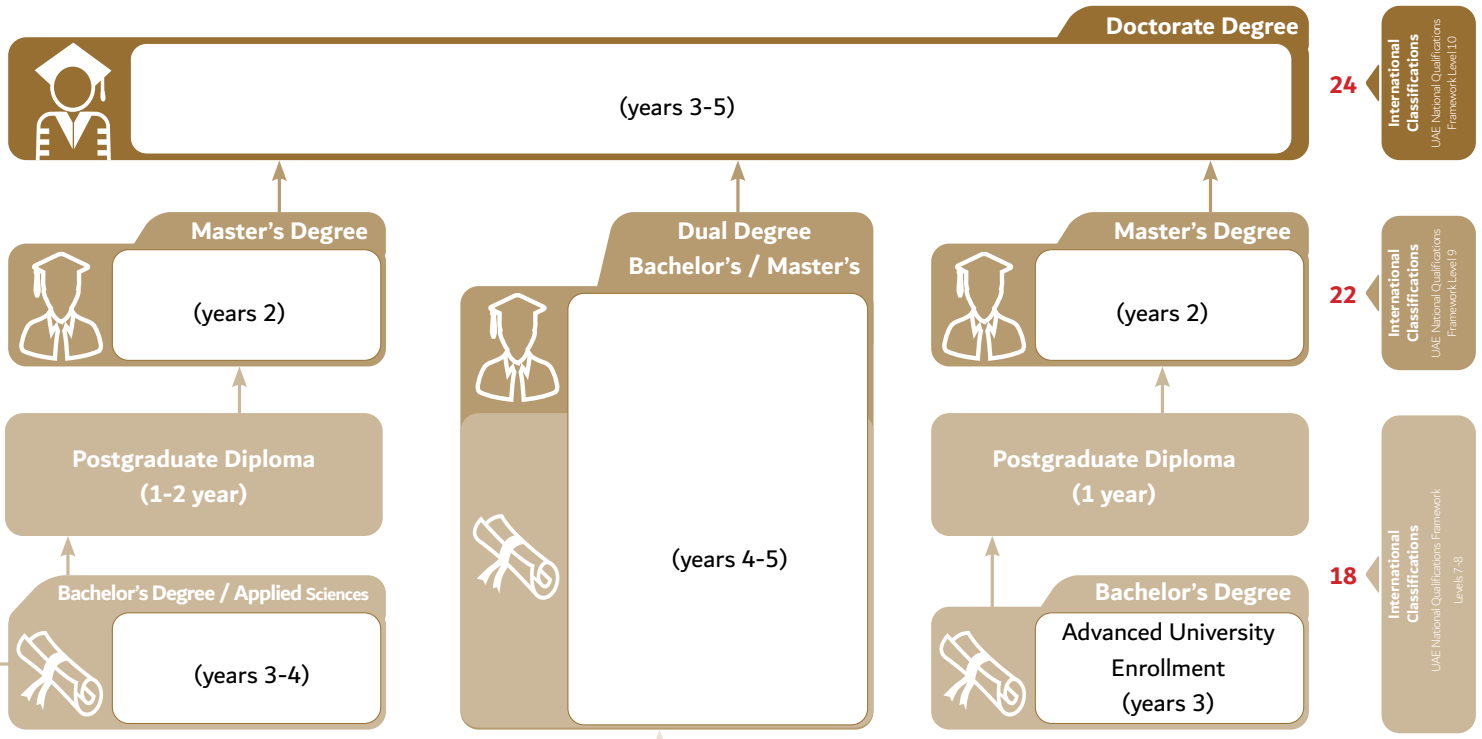 Doctorate Degree
(years 3-5)
24
International
Classifications
UAE National Qualifications
Framework Level 10
Master's Degree
(years 2)
Dual Degree
Bachelor's / Master's
(years 4-5)
Master's Degree
(years 2)
22
International
Classifications
UAE National Qualifications
Framework Level 9
Postgraduate Diploma
(1-2 year)
Postgraduate Diploma
(1 year)
18
International
Classifications
UAE National Qualifications Framework
Levels 7-8
Bachelor's Degree / Applied Sciences
(years 3-4)
Bachelor's Degree
Advanced University
Enrollment
(years 3)